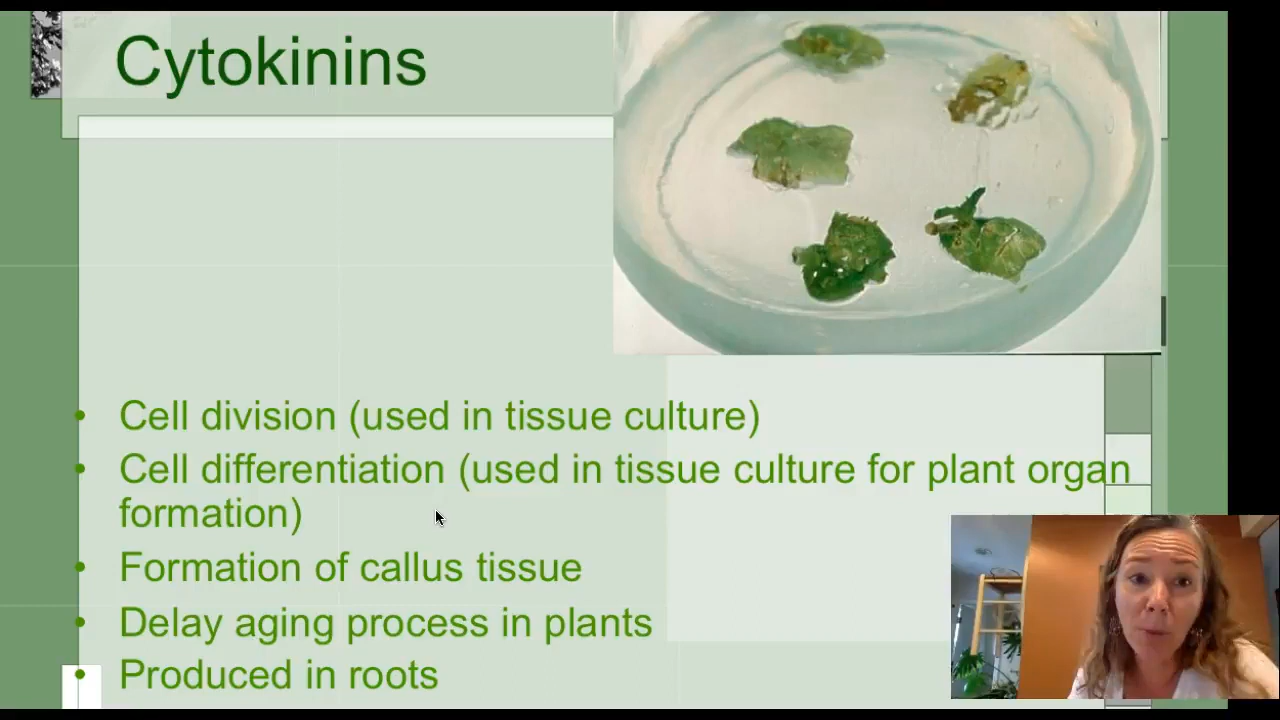 Cytokinins
• Cell division (used in tissue culture)
• Cell differentiation (used in tissue culture for plant organ
formation)
• Formation of callus tissue
• Delay aging process in plants
• Produced in roots